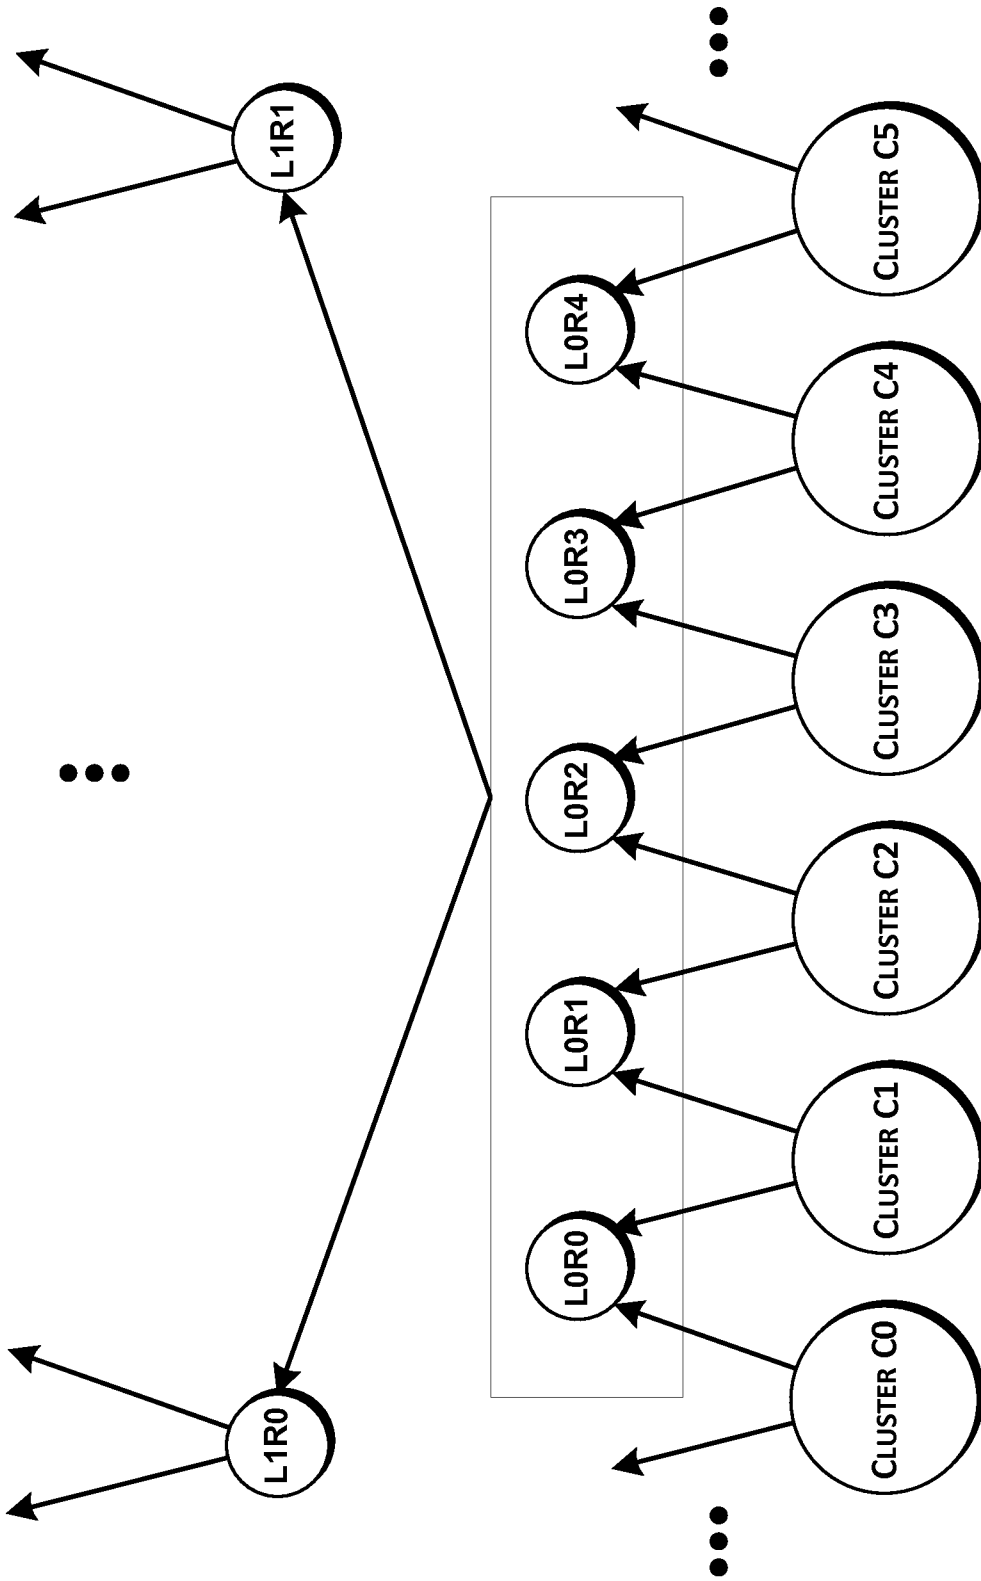 L1R0
L1R1
L0R0
L0R1
L0R2
L0R3
L0R4
CLUSTER C0
CLUSTER C1
CLUSTER C2
CLUSTER C3
CLUSTER C4
CLUSTER C5